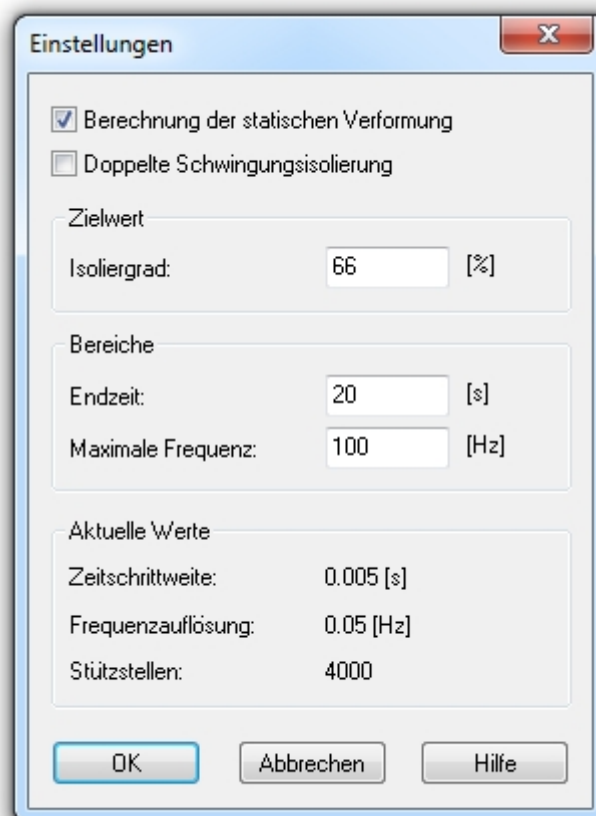 Einstellungen
Berechnung der statischen Verformung
Doppelte Schwingungsisolierung
Zielwert
Isoliergrad: 66 [%]
Bereiche
Endzeit: 20 [s]
Maximale Frequenz: 100 [Hz]
Aktuelle Werte
Zeitschrittweite: 0.005 [s]
Frequenzauflösung: 0.05 [Hz]
Stützstellen: 4000
OK Abbrechen Hilfe